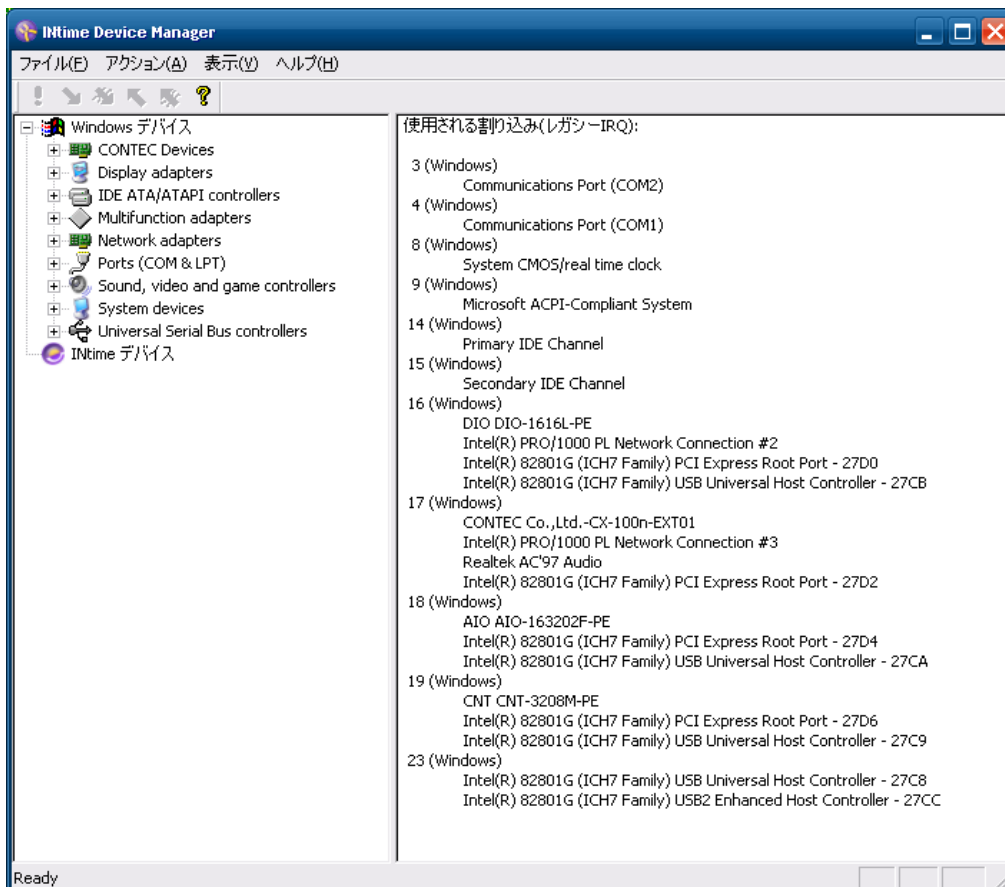 INtime Device Manager
ファイル(F) アクション(A) 表示(V) ヘルプ(H)
Windows デバイス
CONTEC Devices
Display adapters
IDE ATA/ATAPI controllers
Multifunction adapters
Network adapters
Ports (COM & LPT)
Sound, video and game controllers
System devices
Universal Serial Bus controllers
INtime デバイス
使用される割り込み(レガシーIRQ):
3 (Windows)
Communications Port (COM2)
4 (Windows)
Communications Port (COM1)
8 (Windows)
System CMOS/real time clock
9 (Windows)
Microsoft ACPI-Compliant System
14 (Windows)
Primary IDE Channel
15 (Windows)
Secondary IDE Channel
16 (Windows)
DIO DIO-1616L-PE
Intel(R) PRO/1000 PL Network Connection #2
Intel(R) 82801G (ICH7 Family) PCI Express Root Port - 27D0
Intel(R) 82801G (ICH7 Family) USB Universal Host Controller - 27CB
17 (Windows)
CONTEC Co.,Ltd.-CX-100n-EXT01
Intel(R) PRO/1000 PL Network Connection #3
Realtek AC'97 Audio
Intel(R) 82801G (ICH7 Family) PCI Express Root Port - 27D2
18 (Windows)
AIO AIO-163202F-PE
Intel(R) 82801G (ICH7 Family) PCI Express Root Port - 27D4
Intel(R) 82801G (ICH7 Family) USB Universal Host Controller - 27CA
19 (Windows)
CNT CNT-3208M-PE
Intel(R) 82801G (ICH7 Family) PCI Express Root Port - 27D6
Intel(R) 82801G (ICH7 Family) USB Universal Host Controller - 27C9
23 (Windows)
Intel(R) 82801G (ICH7 Family) USB Universal Host Controller - 27C8
Intel(R) 82801G (ICH7 Family) USB2 Enhanced Host Controller - 27CC
Ready